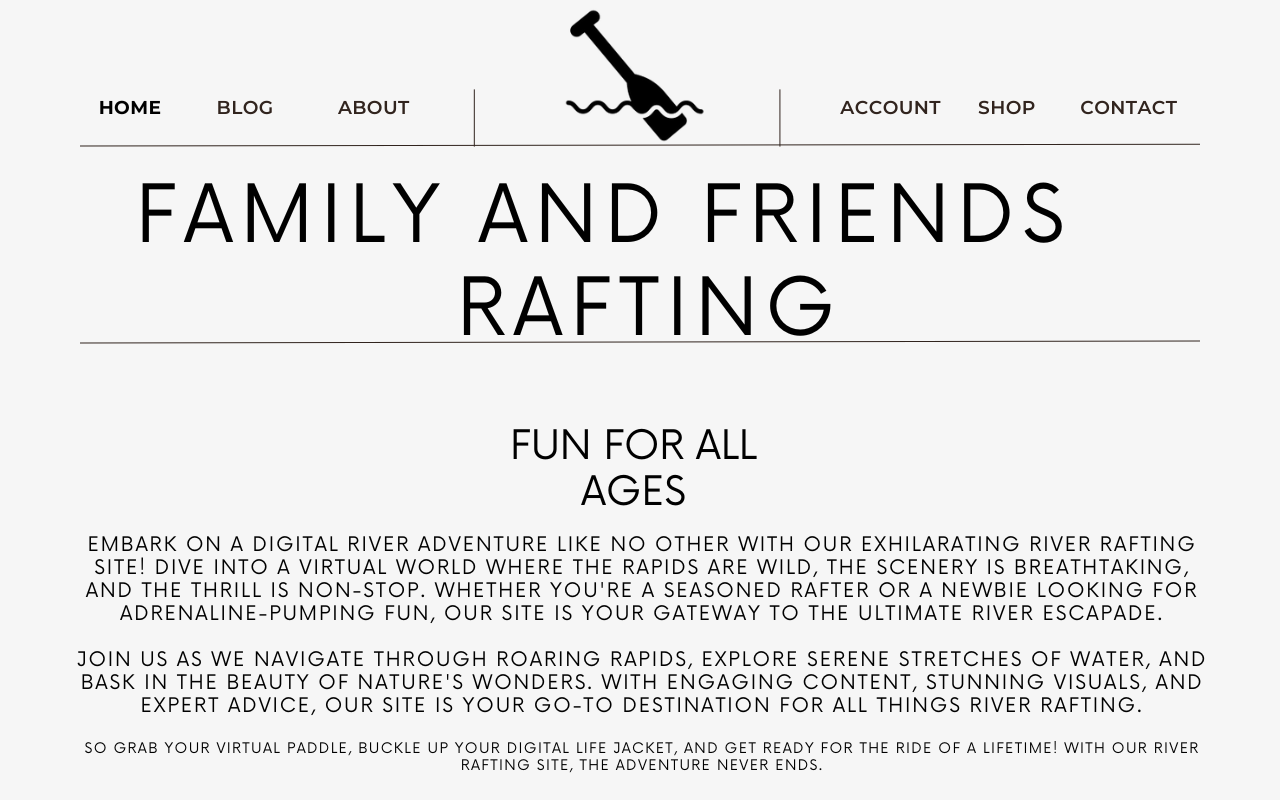 HOME BLOG ABOUT ACCOUNT SHOP CONTACT
FAMILY AND FRIENDS
RAFTING
FUN FOR ALL
AGES
EMBARK ON A DIGITAL RIVER ADVENTURE LIKE NO OTHER WITH OUR EXHILARATING RIVER RAFTING
SITE! DIVE INTO A VIRTUAL WORLD WHERE THE RAPIDS ARE WILD, THE SCENERY IS BREATHTAKING,
AND THE THRILL IS NON-STOP. WHETHER YOU'RE A SEASONED RAFTER OR A NEWBIE LOOKING FOR
ADRENALINE-PUMPING FUN, OUR SITE IS YOUR GATEWAY TO THE ULTIMATE RIVER ESCAPADE.
JOIN US AS WE NAVIGATE THROUGH ROARING RAPIDS, EXPLORE SERENE STRETCHES OF WATER, AND
BASK IN THE BEAUTY OF NATURE'S WONDERS. WITH ENGAGING CONTENT, STUNNING VISUALS, AND
EXPERT ADVICE, OUR SITE IS YOUR GO-TO DESTINATION FOR ALL THINGS RIVER RAFTING.
SO GRAB YOUR VIRTUAL PADDLE, BUCKLE UP YOUR DIGITAL LIFE JACKET, AND GET READY FOR THE RIDE OF A LIFETIME! WITH OUR RIVER
RAFTING SITE, THE ADVENTURE NEVER ENDS.